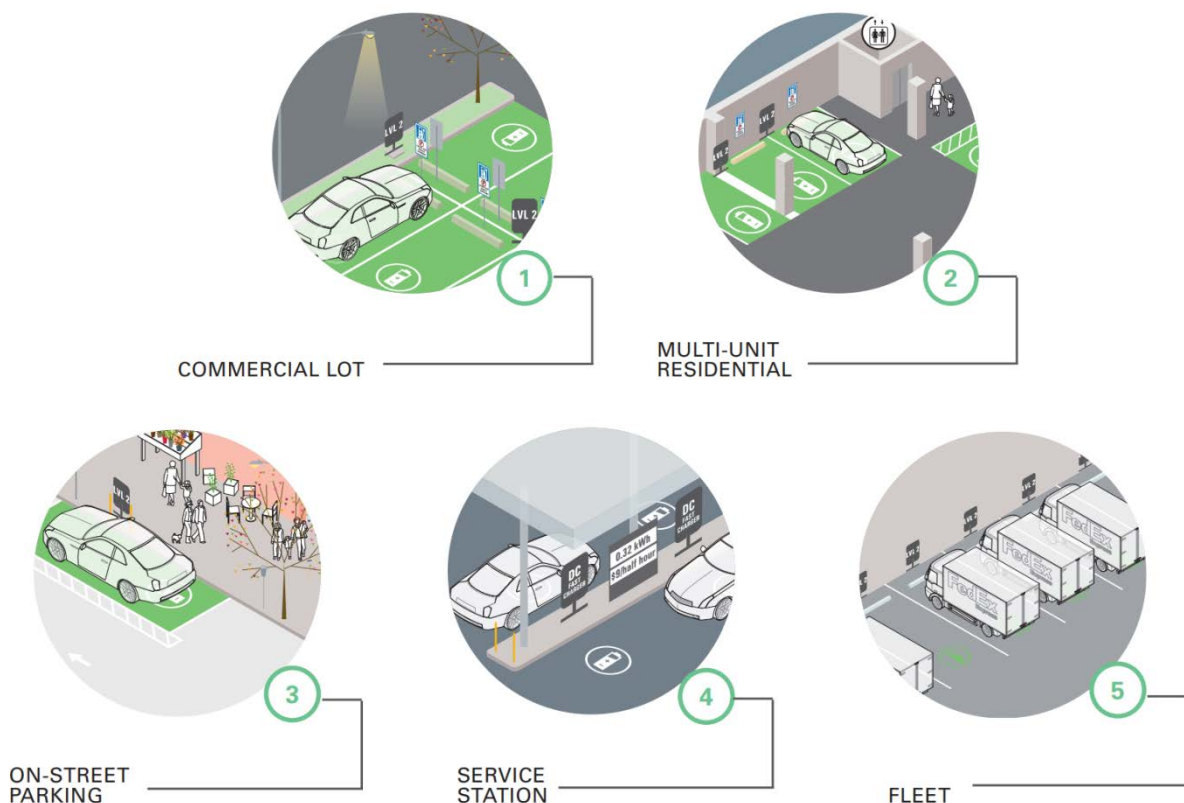 LVL 2
LVL 2
1
COMMERCIAL LOT
LVL 2
LVL 2
2
MULTI-UNIT
RESIDENTIAL
LVL 2
3
ON-STREET
PARKING
DC
FAST
CHARGER
0.32 kWh
$9/half hour
DC
FAST
CHARGER
4
SERVICE
STATION
LVL 2
LVL 2
LVL 2
FedEx
FedEx
FedEx
5
FLEET